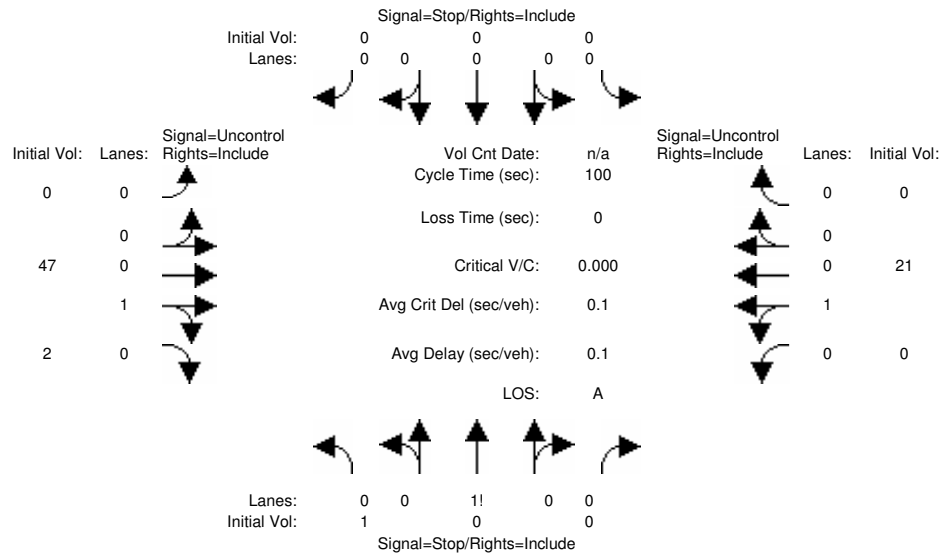 Signal=Stop/Rights=Include
Initial Vol: 0 0 0
Lanes: 0 0 0 0 0
Signal=Uncontrol Signal=Uncontrol
Initial Vol: Lanes: Rights=Include Vol Cnt Date: n/a Rights=Include Lanes: Initial Vol:
Cycle Time (sec): 100
0 0 0 0
Loss Time (sec): 0
0 0
47 0 Critical V/C: 0.000 0 21
1 Avg Crit Del (sec/veh): 0.1 1
2 0 Avg Delay (sec/veh): 0.1 0 0
LOS: A
Lanes: 0 0 1! 0 0
Initial Vol: 1 0 0
Signal=Stop/Rights=Include